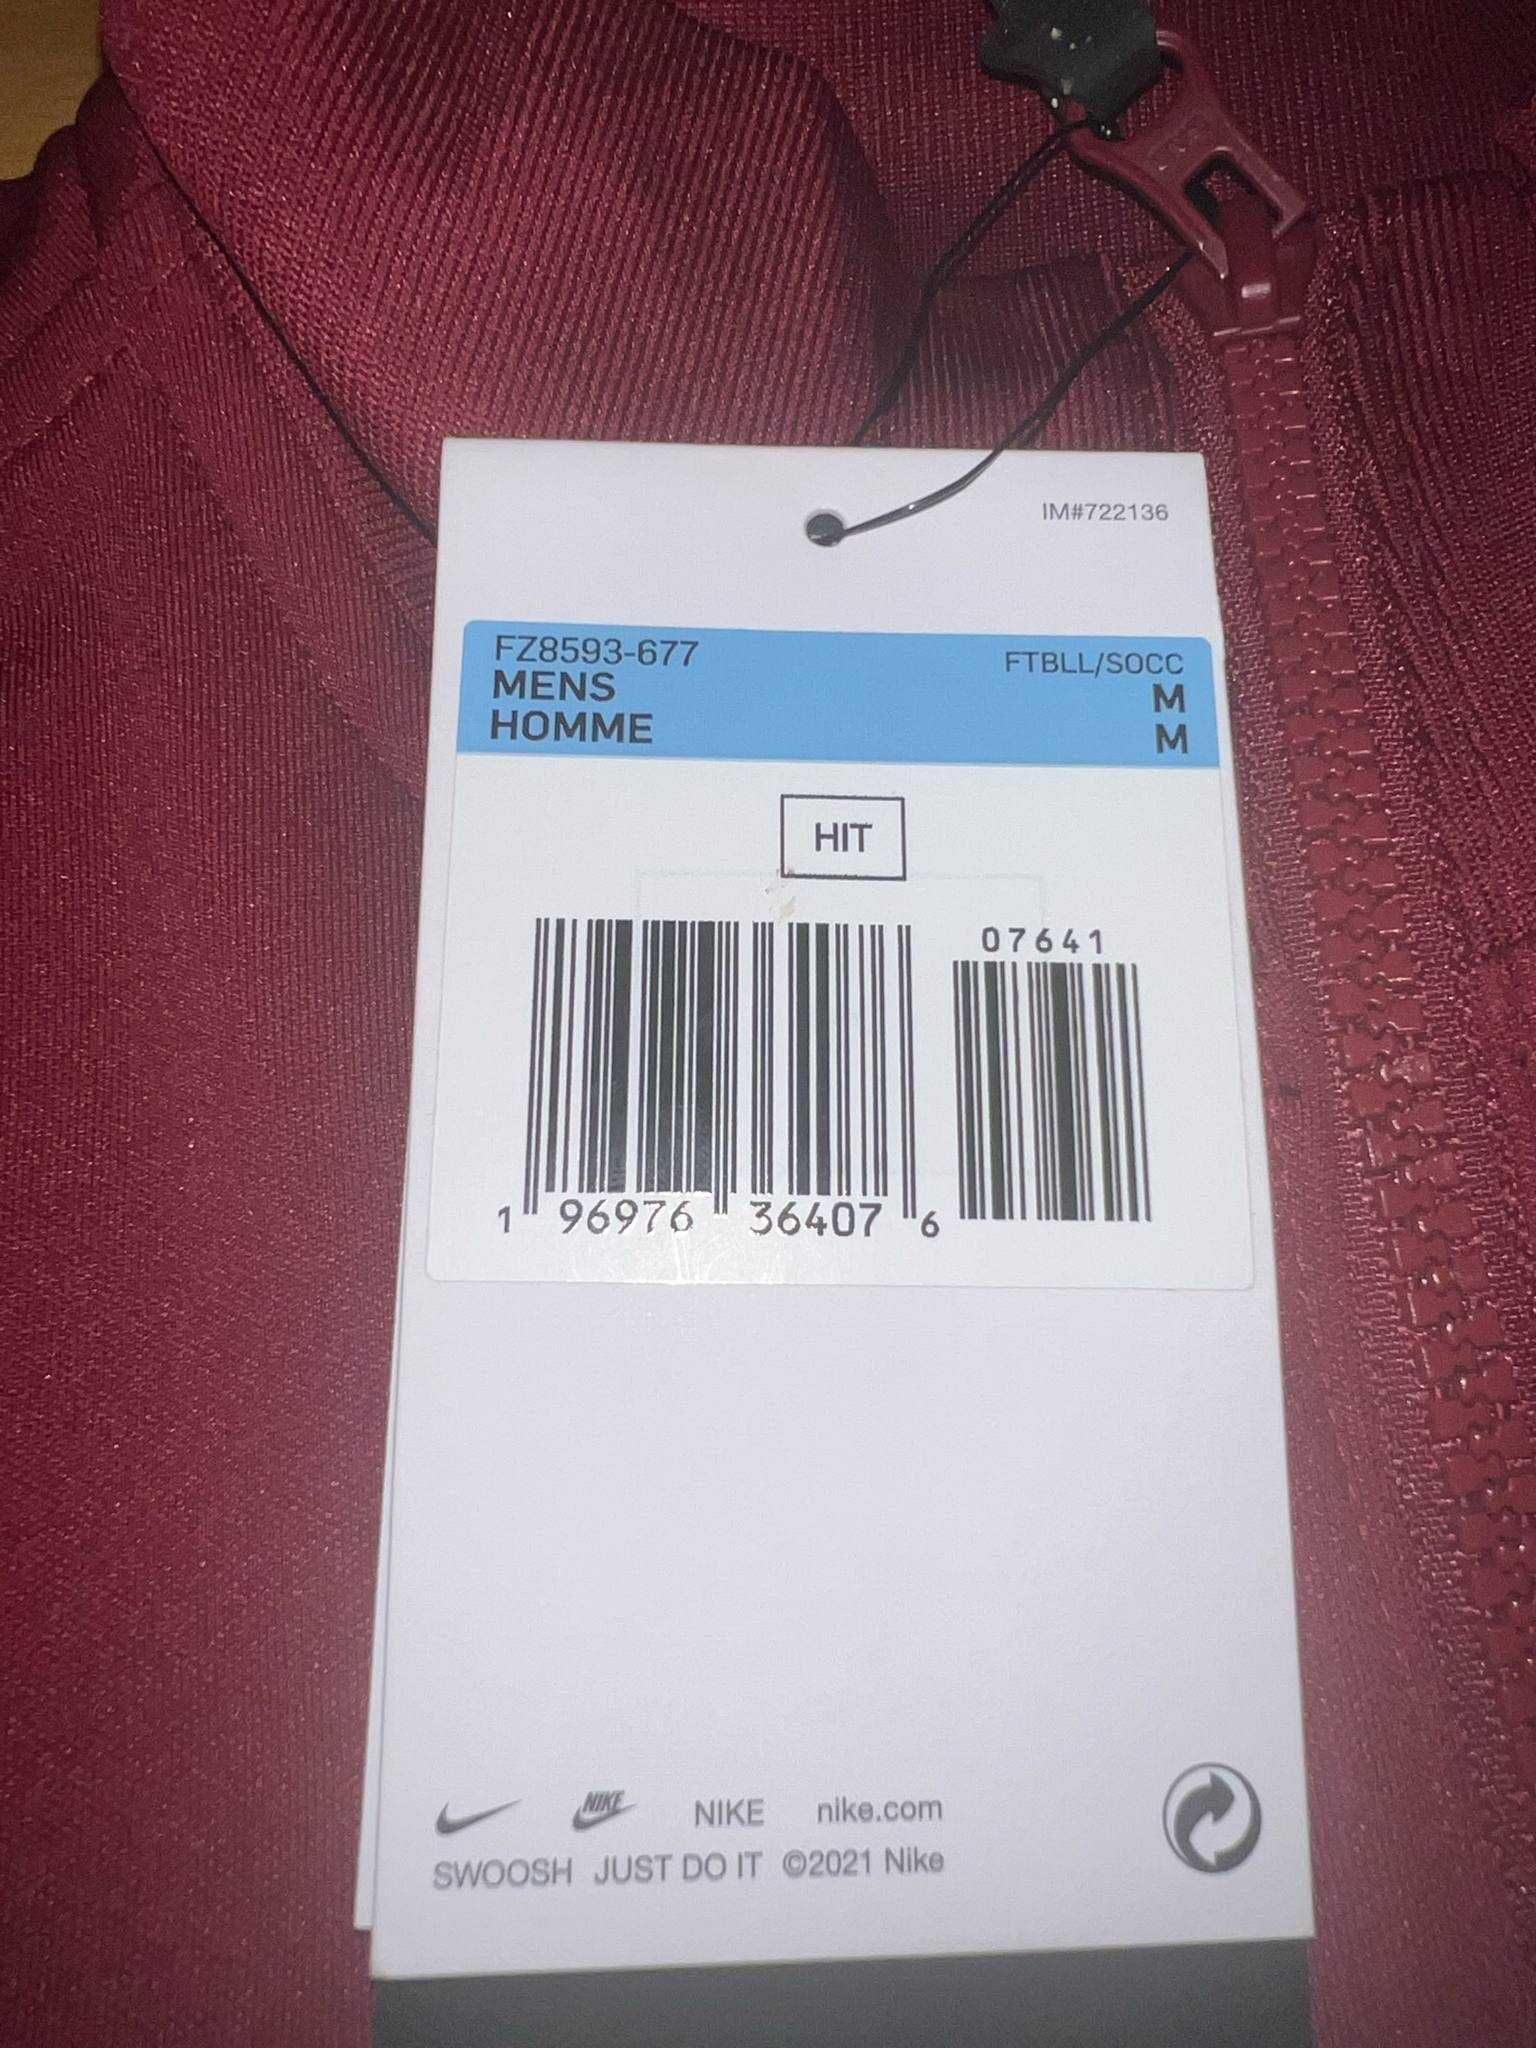 IM#722136
FZ8593-677 FTBLL/SOCC
MENS M
HOMME M
HIT
07641
1 96976 36407 6
NIKE NIKE nike.com
SWOOSH JUST DO IT ©2021 Nike